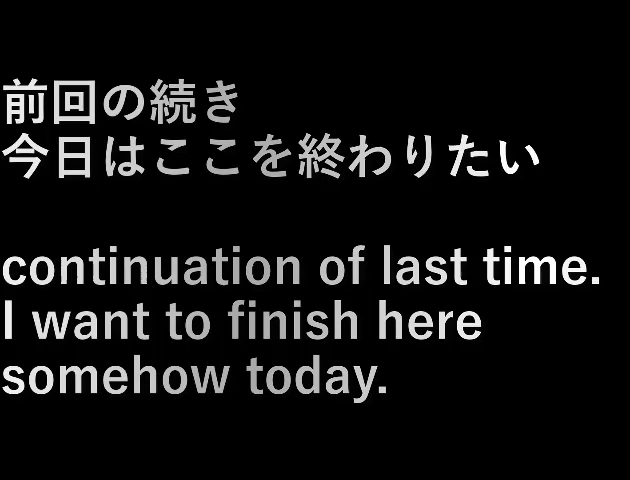 前回の続き
今日はここを終わりたい
continuation of last time.
I want to finish here
somehow today.